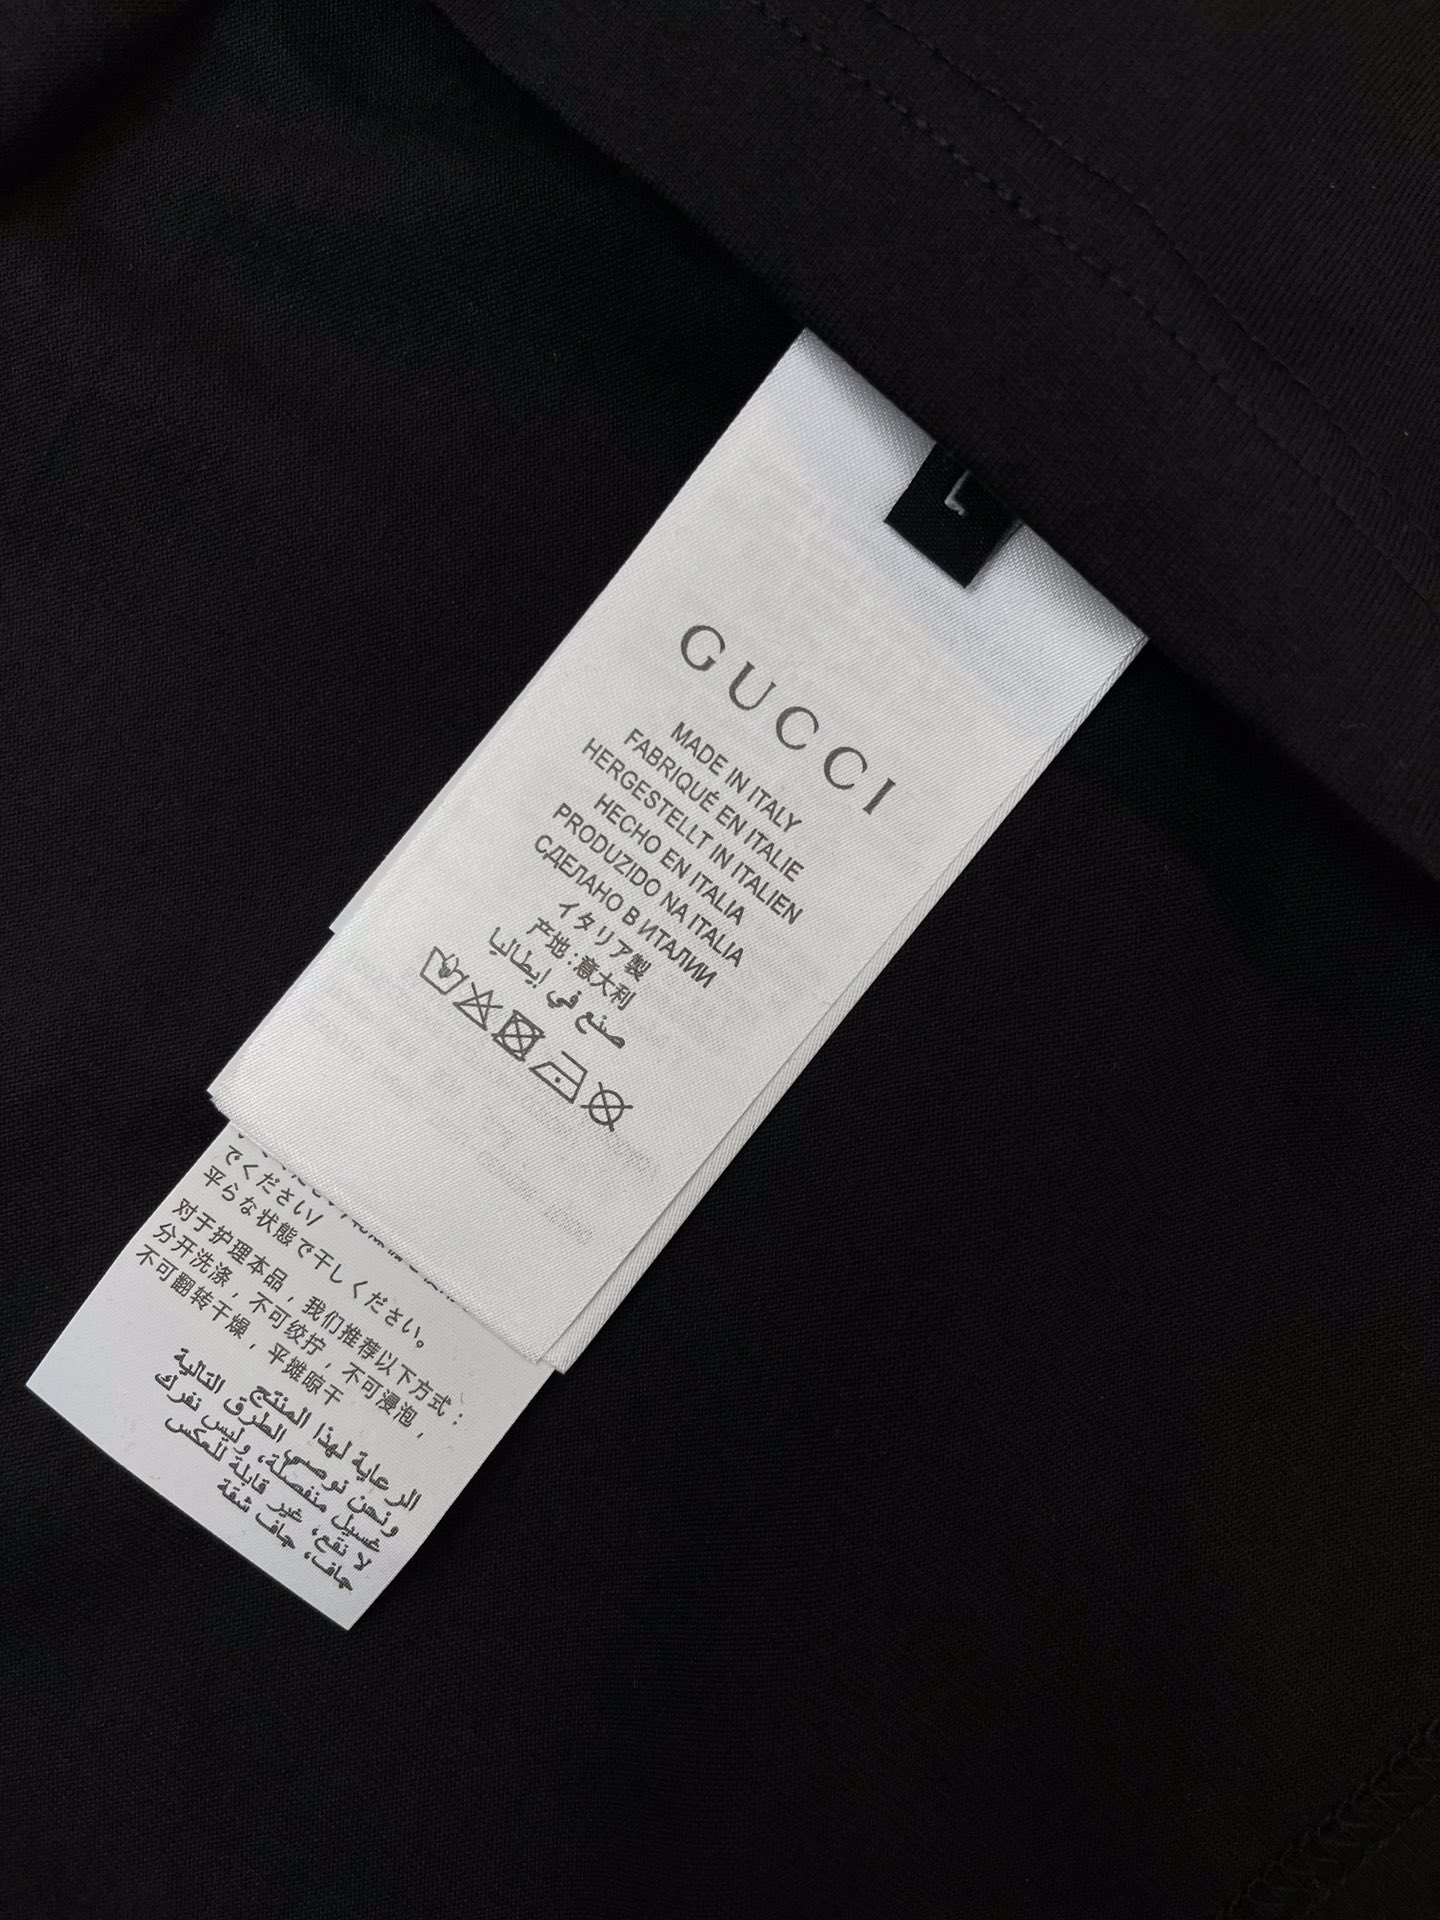 L
GUCCI
MADE IN ITALY
FABRIQUÉ EN ITALIE
HERGESTELLT IN ITALIEN
HECHO EN ITALIA
PRODUZIDO NA ITALIA
СДЕЛАНО В ИТАЛИИ
イタリア製
产地:意大利
صنع في إيطاليا
でください/
平らな状態で干しください。
对于护理本品，我们推荐以下方式：
分开洗涤，不可绞拧，不可浸泡，
不可翻转干燥，平摊晾干
الرعاية لهذا المنتج
ونحن نوصي الطرق التالية
غسيل منفصلة، وليس نفرك
لا نقع، غير قابلة للعكس
جاف، جاف شقة